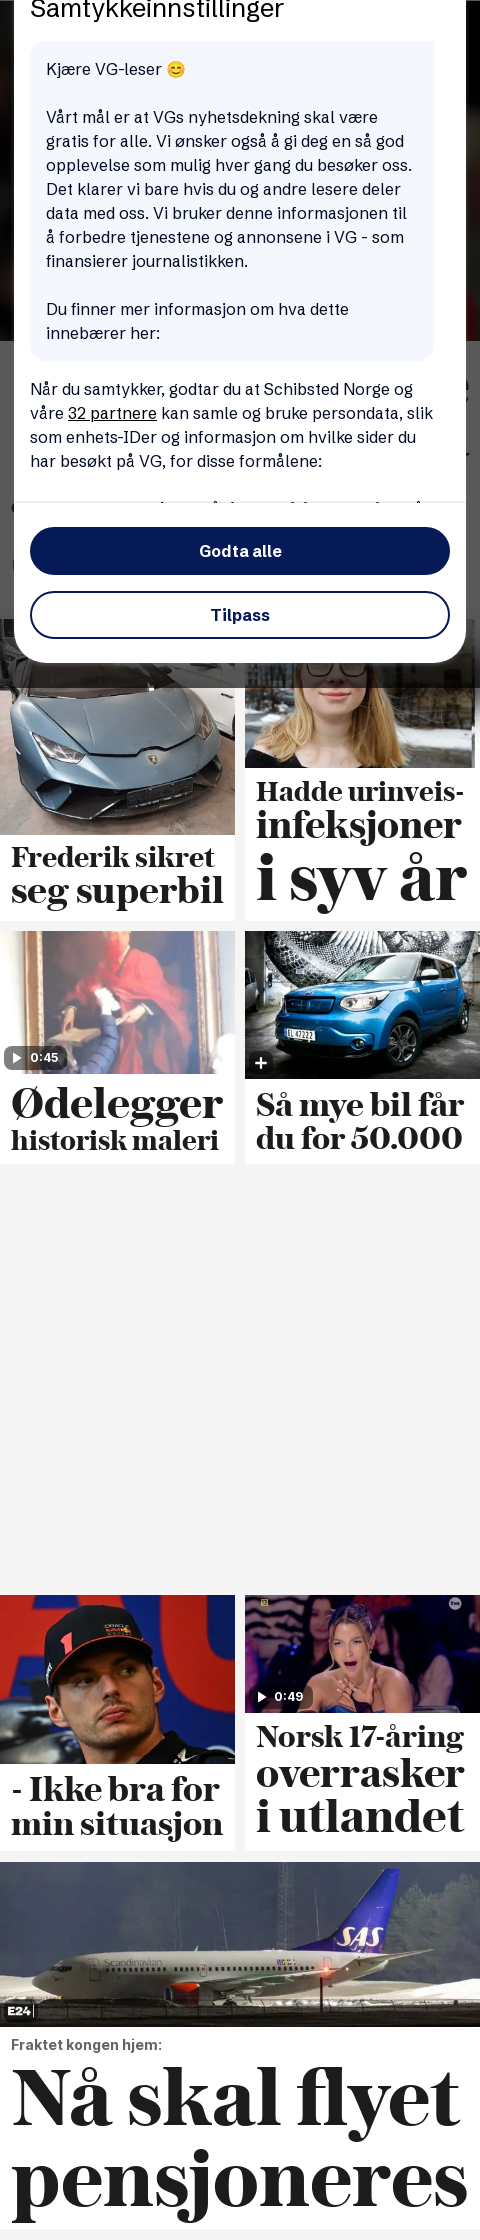 Samtykkeinnstillinger
Kjære VG-leser 😊
Vårt mål er at VGs nyhetsdekning skal være
gratis for alle. Vi ønsker også å gi deg en så god
opplevelse som mulig hver gang du besøker oss.
Det klarer vi bare hvis du og andre lesere deler
data med oss. Vi bruker denne informasjonen til
å forbedre tjenestene og annonsene i VG - som
finansierer journalistikken.
Du finner mer informasjon om hva dette
innebærer her:
Når du samtykker, godtar du at Schibsted Norge og
våre 32 partnere kan samle og bruke persondata, slik
som enhets-IDer og informasjon om hvilke sider du
har besøkt på VG, for disse formålene:
Godta alle
Tilpass
Frederik sikret
seg superbil
Hadde urinveis-
infeksjoner
i syv år
0:45
Ødelegger
historisk maleri
EL 47222
Så mye bil får
du for 50.000
ORACLE
Red Bull
1
- Ikke bra for
min situasjon
0:49
Norsk 17-åring
overrasker
i utlandet
Scandinavian
SAS
E24
Fraktet kongen hjem:
Nå skal flyet
pensjoneres